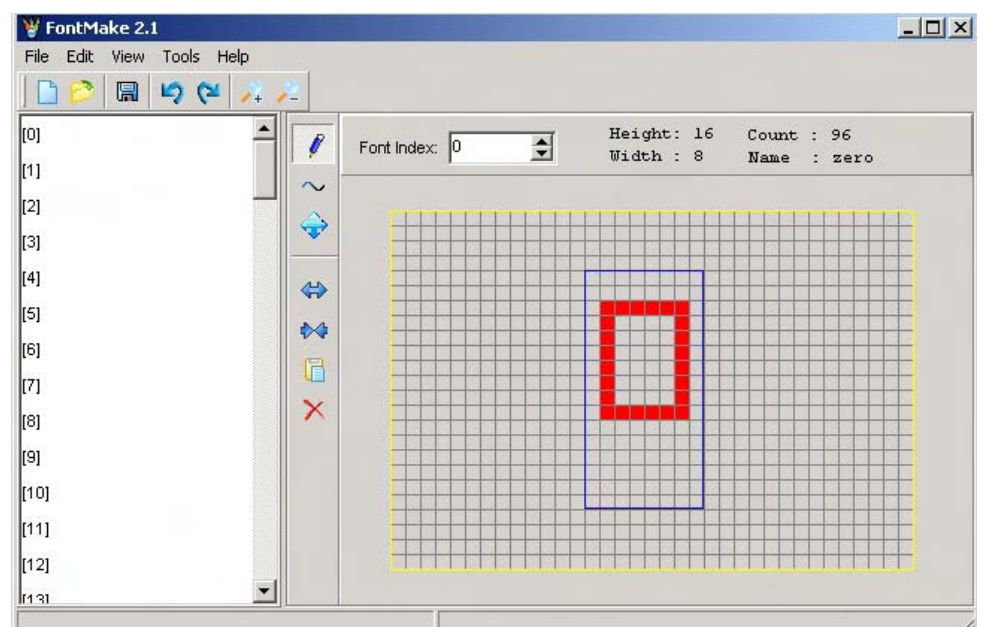 FontMake 2.1
File Edit View Tools Help
[0]
[1]
[2]
[3]
[4]
[5]
[6]
[7]
[8]
[9]
[10]
[11]
[12]
[13]
Font Index: 0
Height: 16 Count : 96
Width : 8 Name : zero